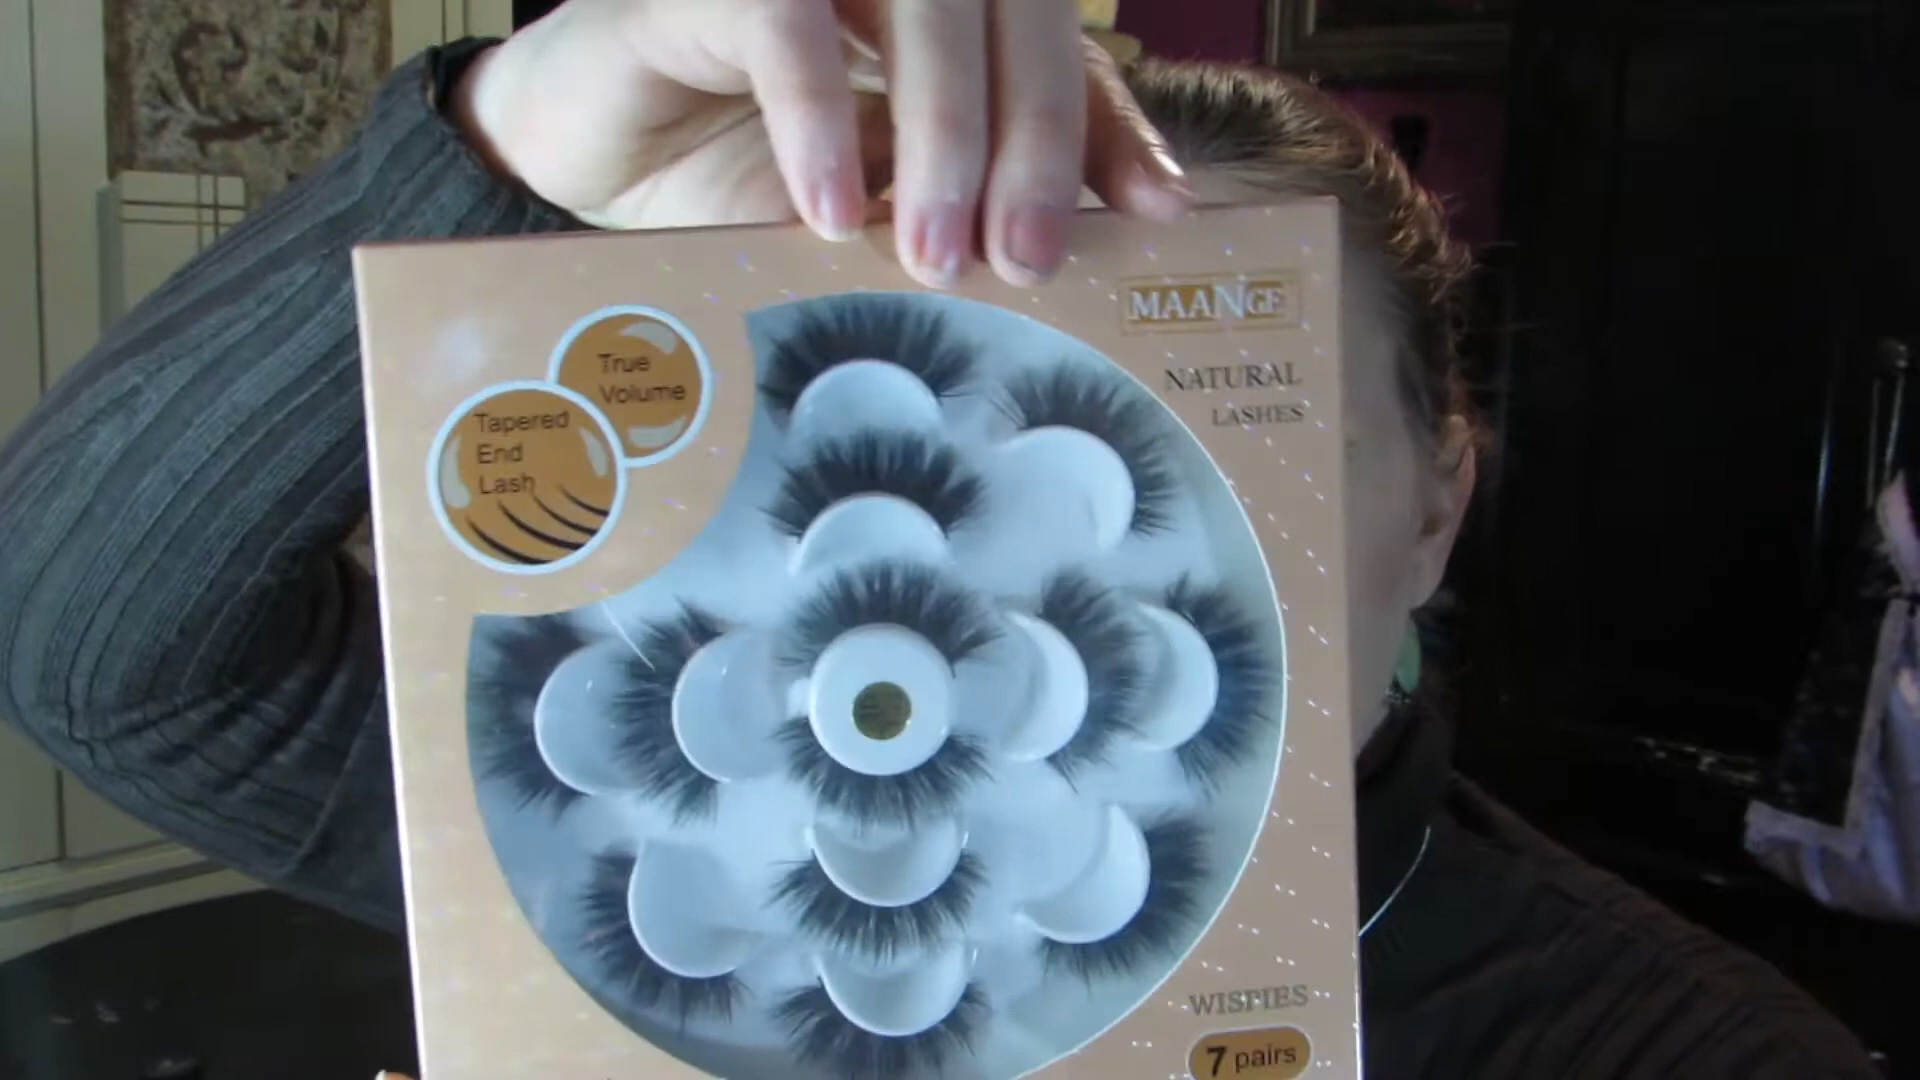 MAANGE
NATURAL
LASHES
True
Volume
Tapered
End
Lash
WISPIES
7 pairs